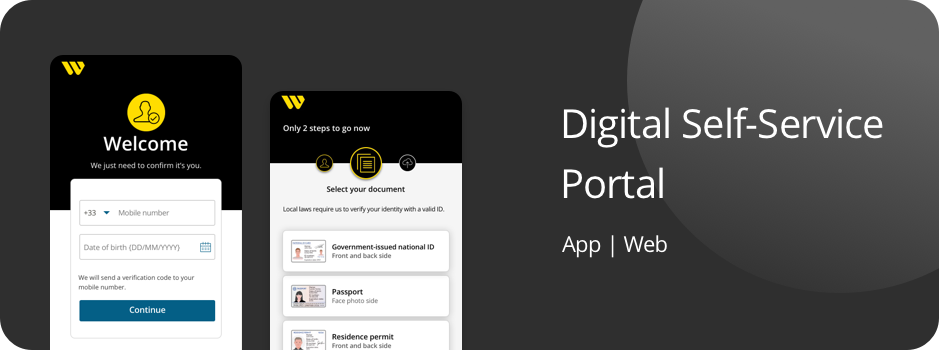 Welcome
We just need to confirm it's you.
+33
Mobile number
Date of birth (DD/MM/YYYY)
We will send a verification code to your
mobile number.
Continue
Only 2 steps to go now
Select your document
Local laws require us to verify your identity with a valid ID.
Government-issued national ID
Front and back side
Passport
Face photo side
Residence permit
Front and back side
Digital Self-Service
Portal
App | Web